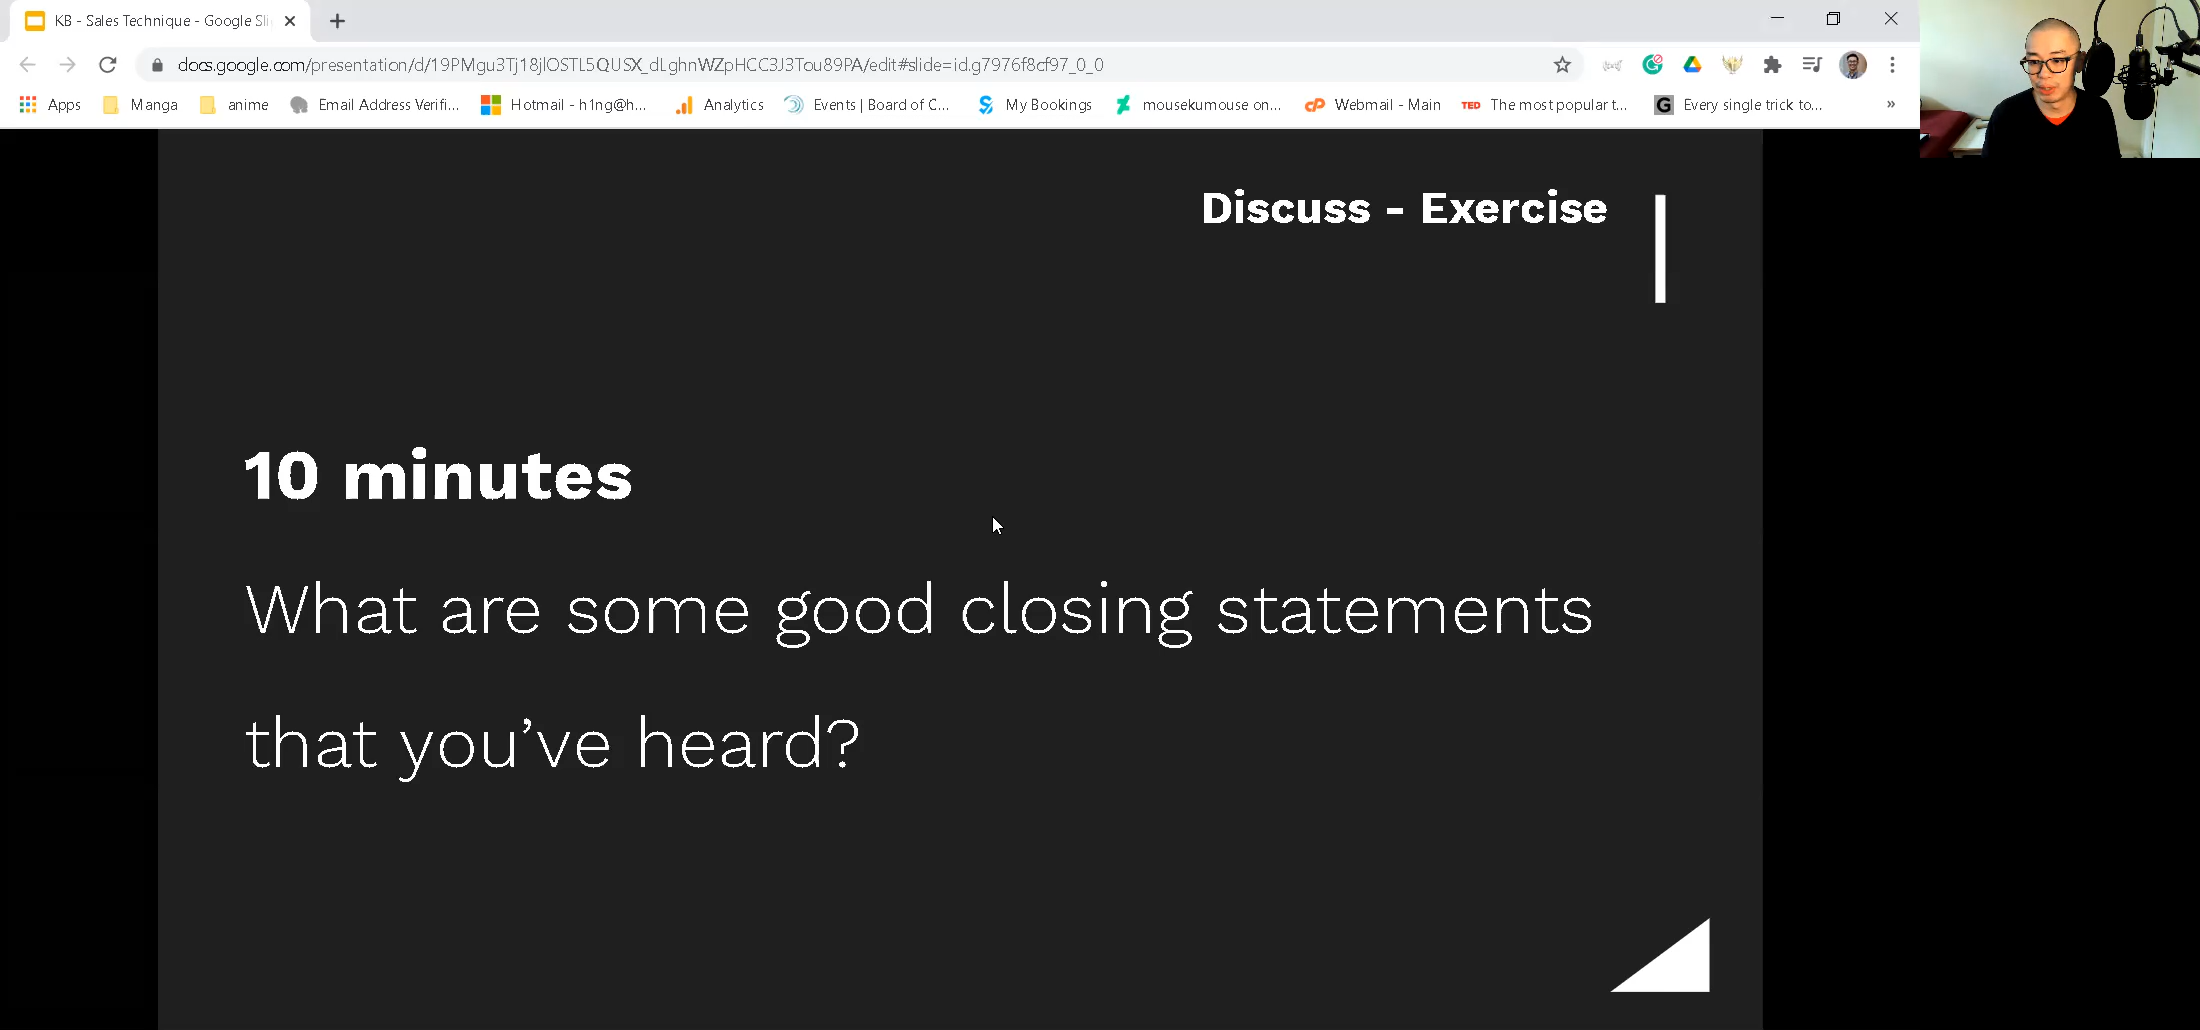 KB - Sales Technique - Google Sli
docs.google.com/presentation/d/19PMgu3Tj18jlOSTL5QUSX_dLghnWZpHCC3J3Tou89PA/edit#slide=id.g7976f8cf97_0_0
Apps Manga anime Email Address Verifi... Hotmail - h1ng@h... Analytics Events | Board of C... My Bookings mousekumouse on... cP Webmail - Main TED The most popular t... G Every single trick to... »
Discuss - Exercise
10 minutes
What are some good closing statements
that you’ve heard?